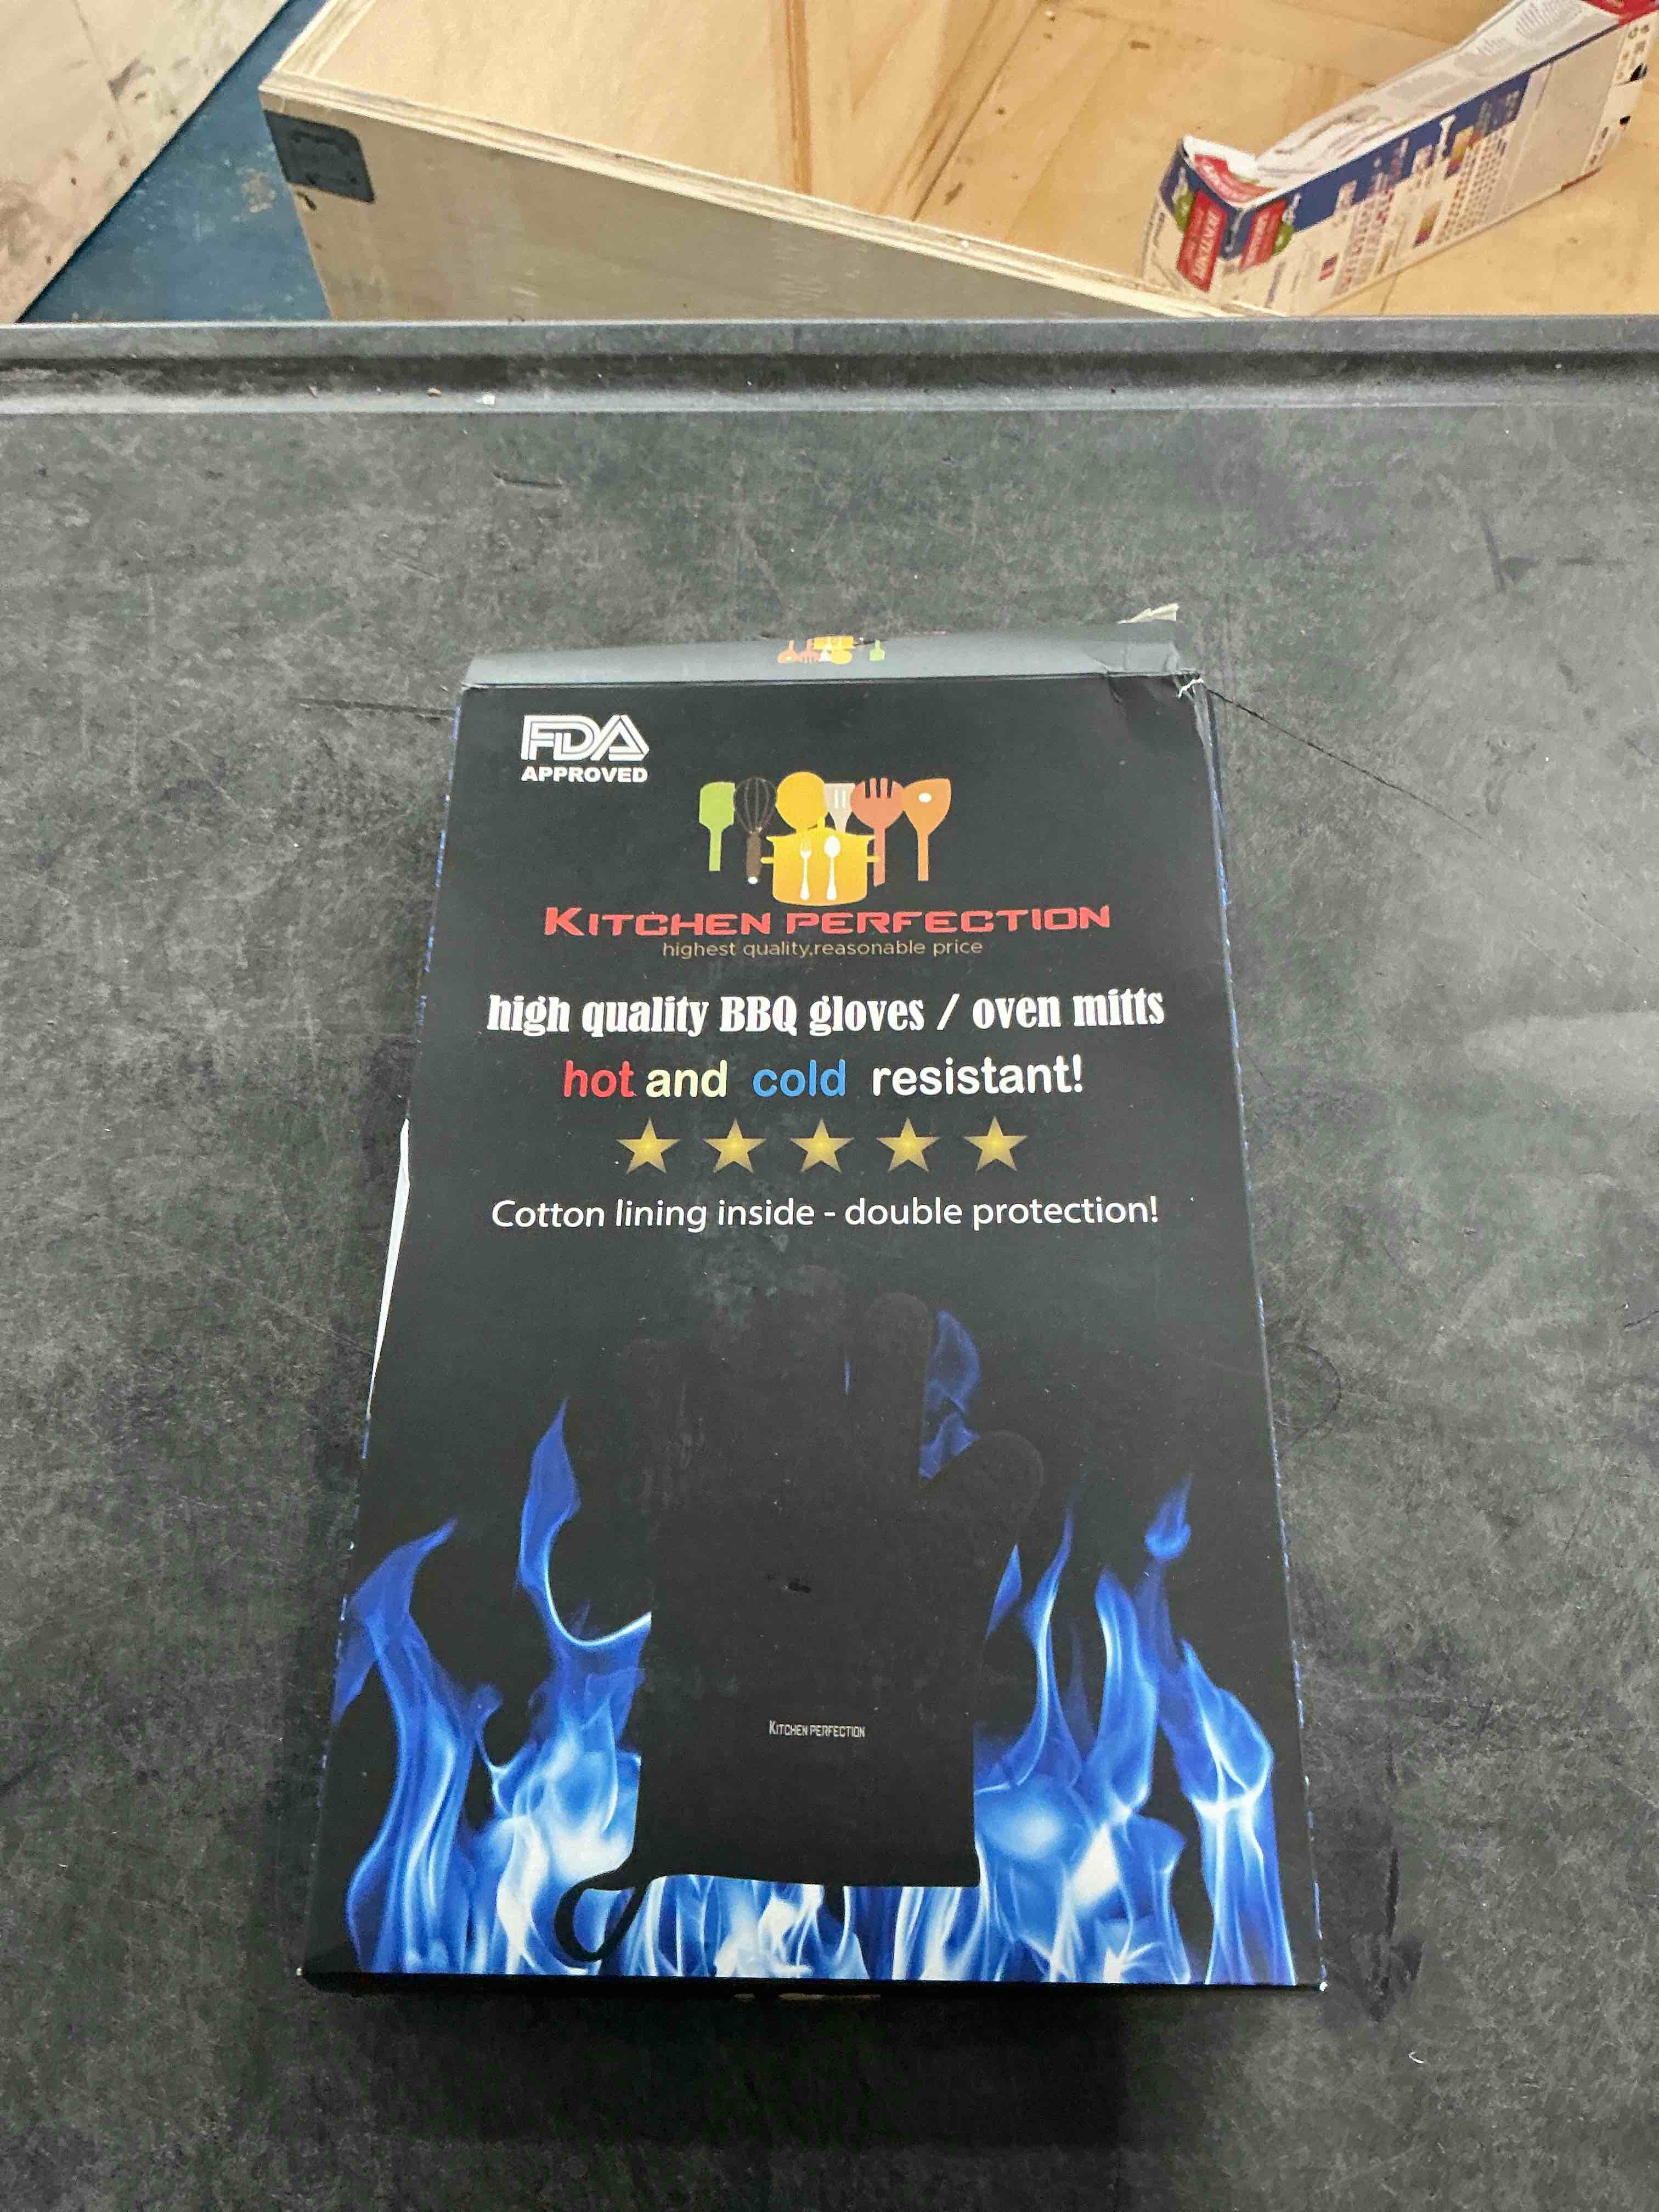 FDA
APPROVED
KITCHEN PERFECTION
highest quality,reasonable price
high quality BBQ gloves / oven mitts
hot and cold resistant!
Cotton lining inside - double protection!
KITCHEN PERFECTION